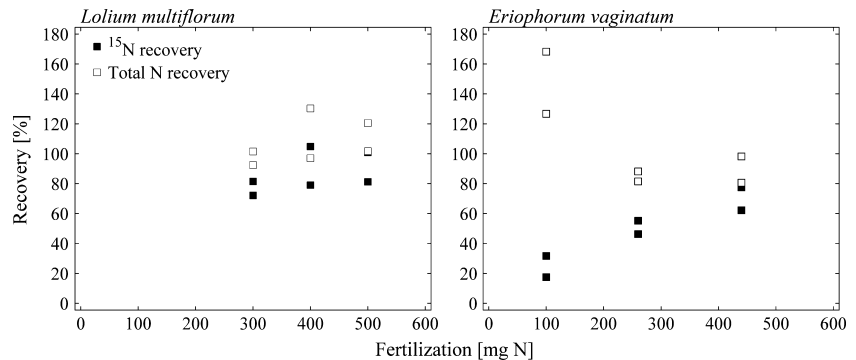 Lolium multiflorum
Eriophorum vaginatum
180
160
140
120
100
80
60
40
20
0
15N recovery
Total N recovery
180
160
140
120
100
80
60
40
20
0
Recovery [%]
0 100 200 300 400 500 600
0 100 200 300 400 500 600
Fertilization [mg N]